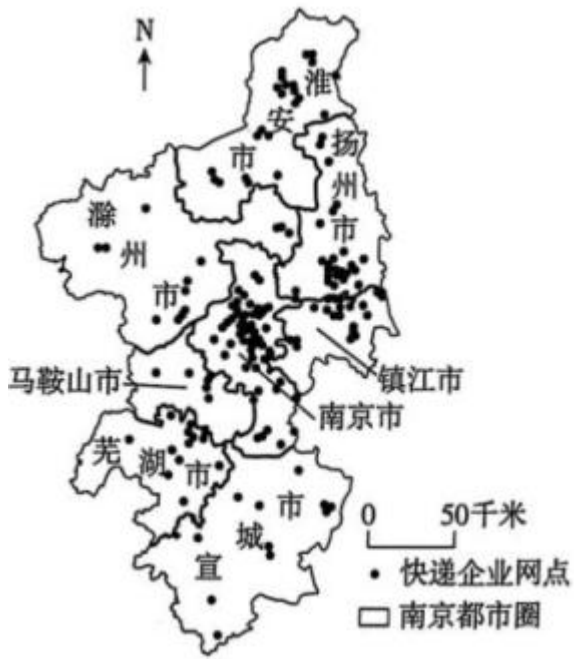 N
淮安市
扬州市
滁州市
马鞍山市
镇江市
南京市
芜湖市
宣城市
0 50千米
快递企业网点
南京都市圈